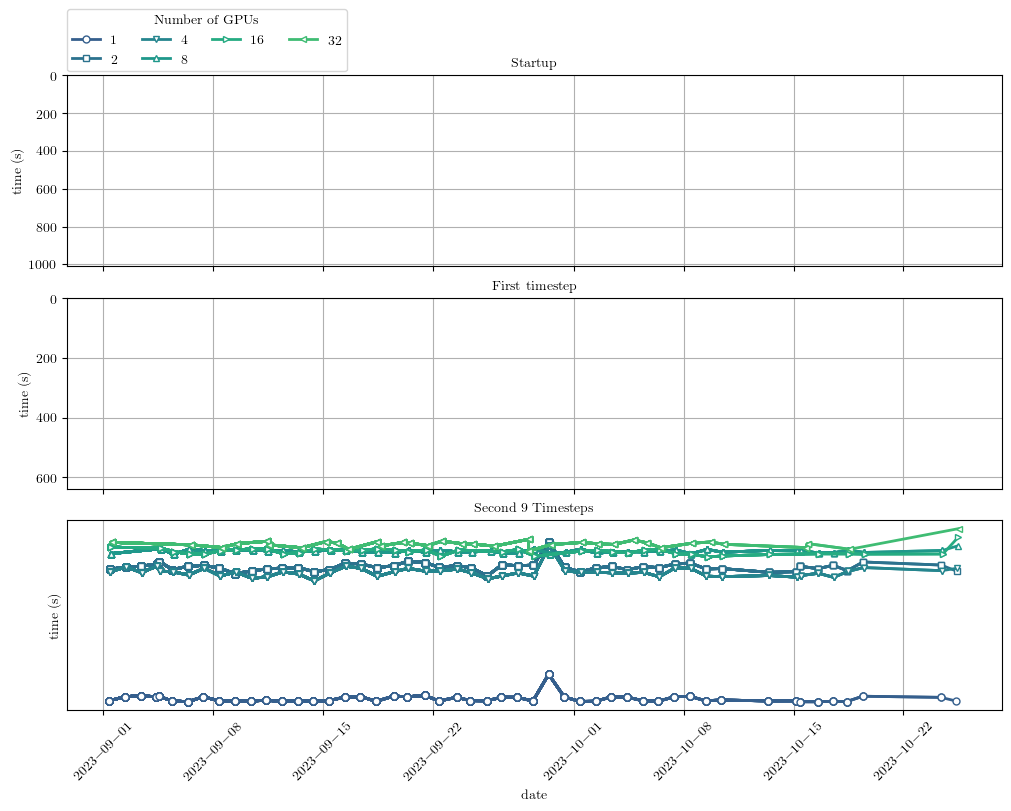 Number of GPUs
1 4 16 32
2 8
Startup
0
200
400
600
800
1000
time (s)
First timestep
0
200
400
600
time (s)
Second 9 Timesteps
time (s)
2023−09−01 2023−09−08 2023−09−15 2023−09−22 2023−10−01 2023−10−08 2023−10−15 2023−10−22
date